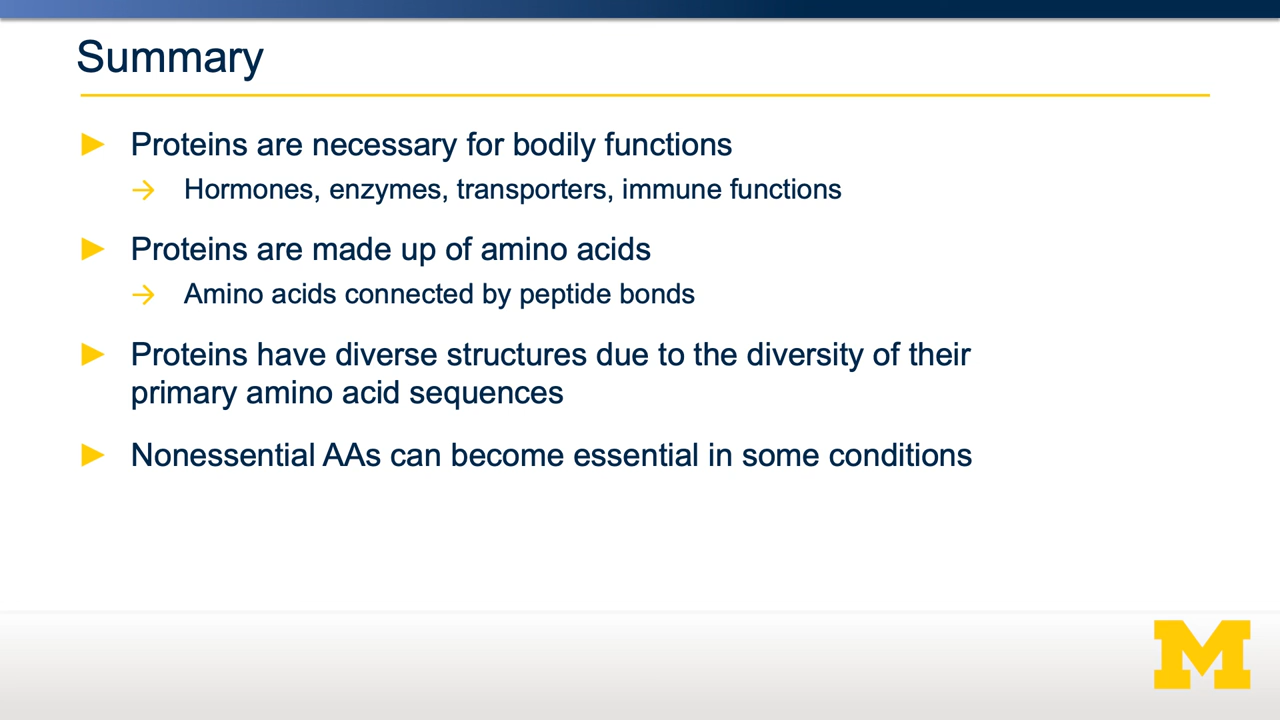 Summary
Proteins are necessary for bodily functions
Hormones, enzymes, transporters, immune functions
Proteins are made up of amino acids
Amino acids connected by peptide bonds
Proteins have diverse structures due to the diversity of their
primary amino acid sequences
Nonessential AAs can become essential in some conditions
M